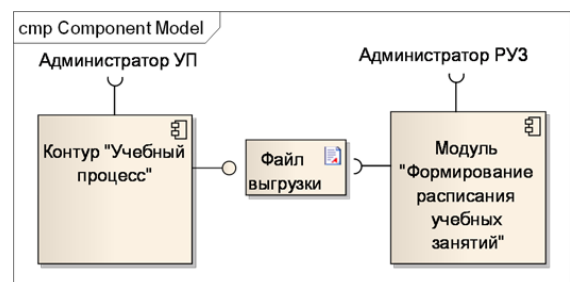 cmp Component Model
Администратор УП
Администратор РУЗ
Контур "Учебный
процесс"
Файл
выгрузки
Модуль
"Формирование
расписания
учебных
занятий"